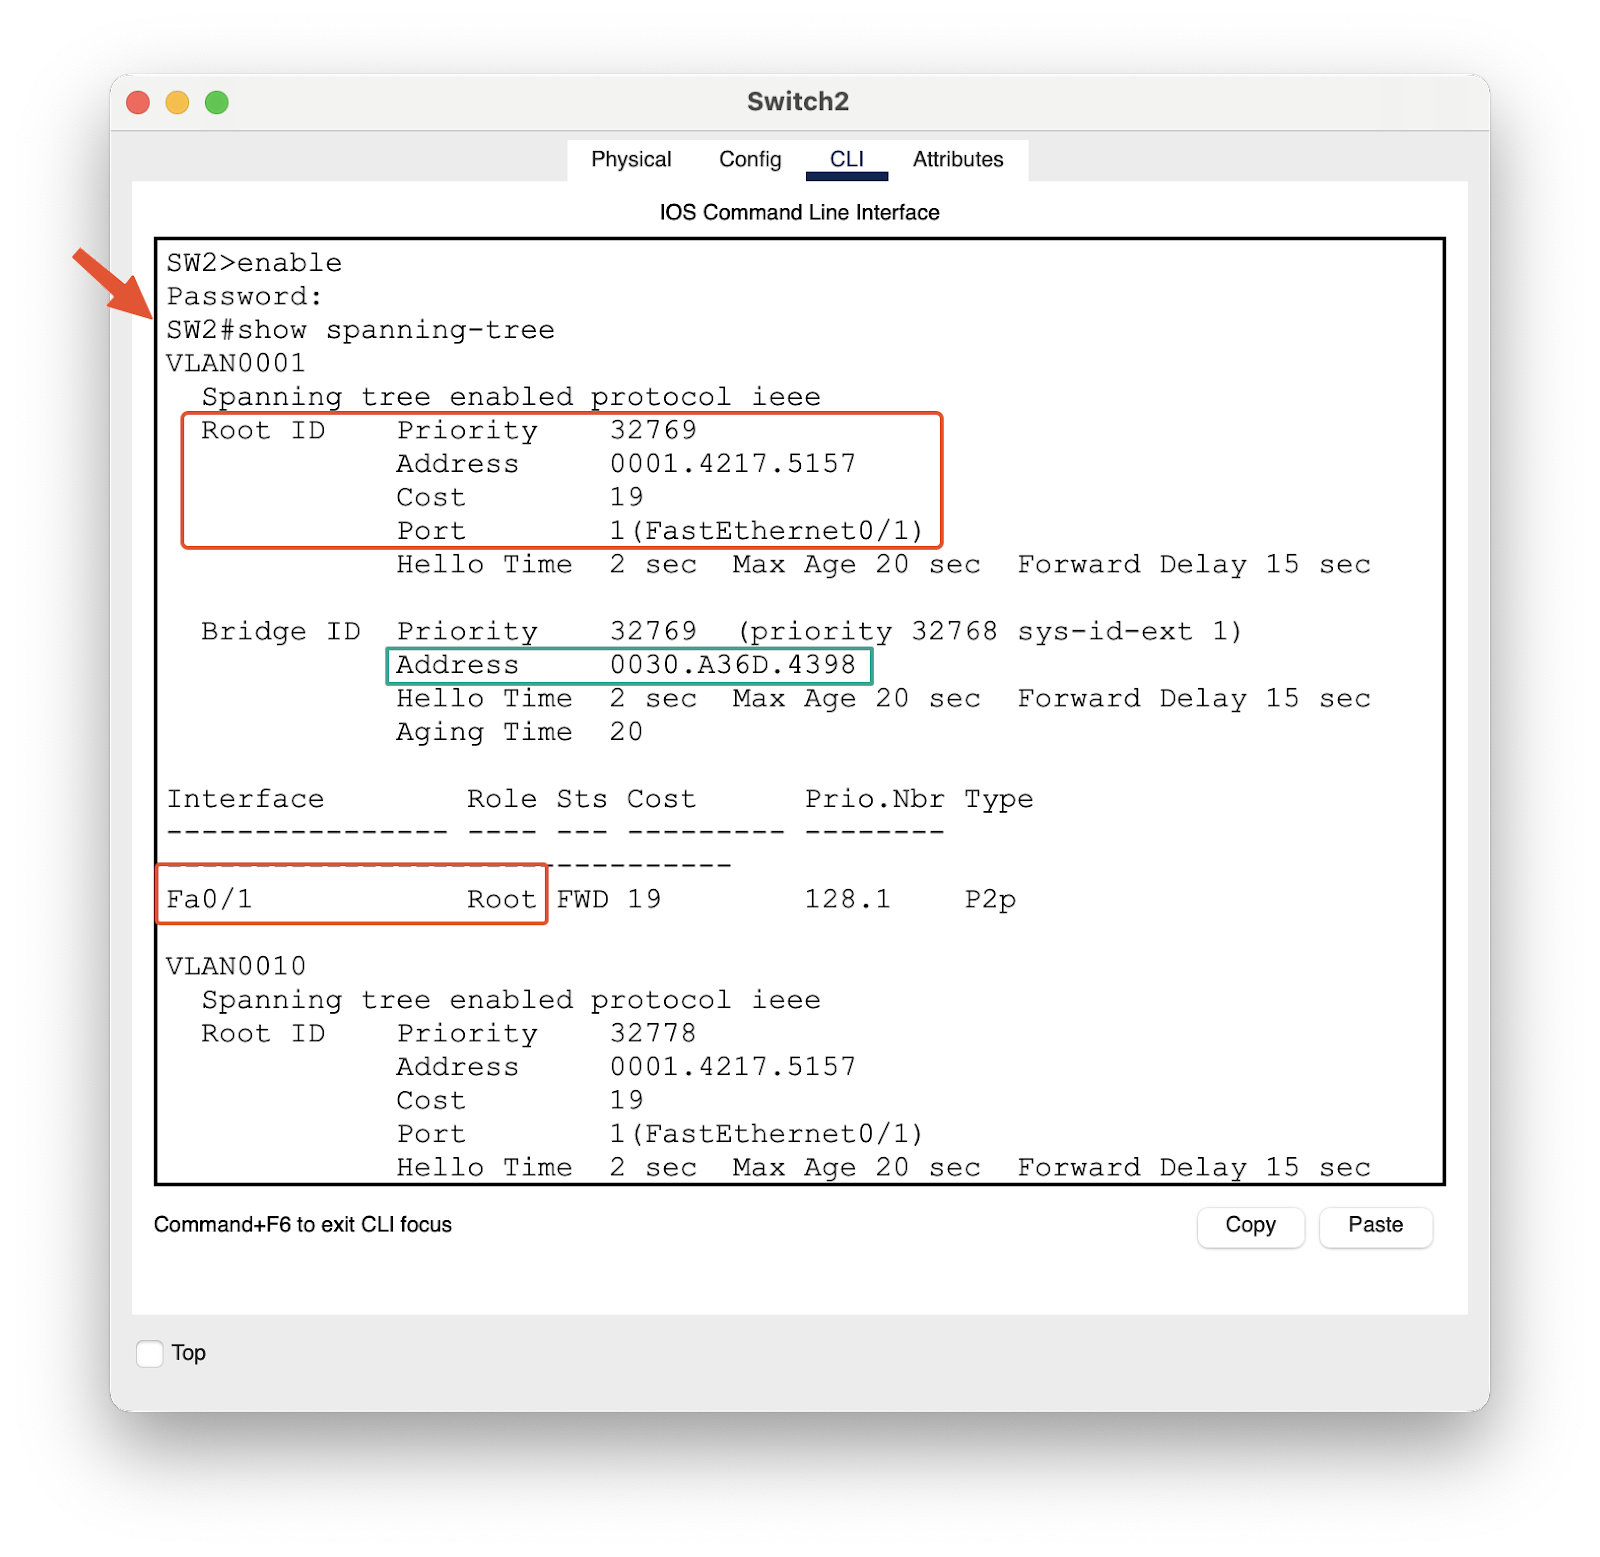 Switch2
Physical Config CLI Attributes
IOS Command Line Interface
SW2>enable
Password:
SW2#show spanning-tree
VLAN0001
  Spanning tree enabled protocol ieee
  Root ID    Priority    32769
             Address     0001.4217.5157
             Cost        19
             Port        1(FastEthernet0/1)
             Hello Time  2 sec  Max Age 20 sec  Forward Delay 15 sec
  Bridge ID  Priority    32769  (priority 32768 sys-id-ext 1)
             Address     0030.A36D.4398
             Hello Time  2 sec  Max Age 20 sec  Forward Delay 15 sec
             Aging Time  20
Interface        Role Sts Cost      Prio.Nbr Type
---------------- ---- --- --------- --------
--------------------------------
Fa0/1            Root FWD 19        128.1    P2p
VLAN0010
  Spanning tree enabled protocol ieee
  Root ID    Priority    32778
             Address     0001.4217.5157
             Cost        19
             Port        1(FastEthernet0/1)
             Hello Time  2 sec  Max Age 20 sec  Forward Delay 15 sec
Command+F6 to exit CLI focus
Copy Paste
Top